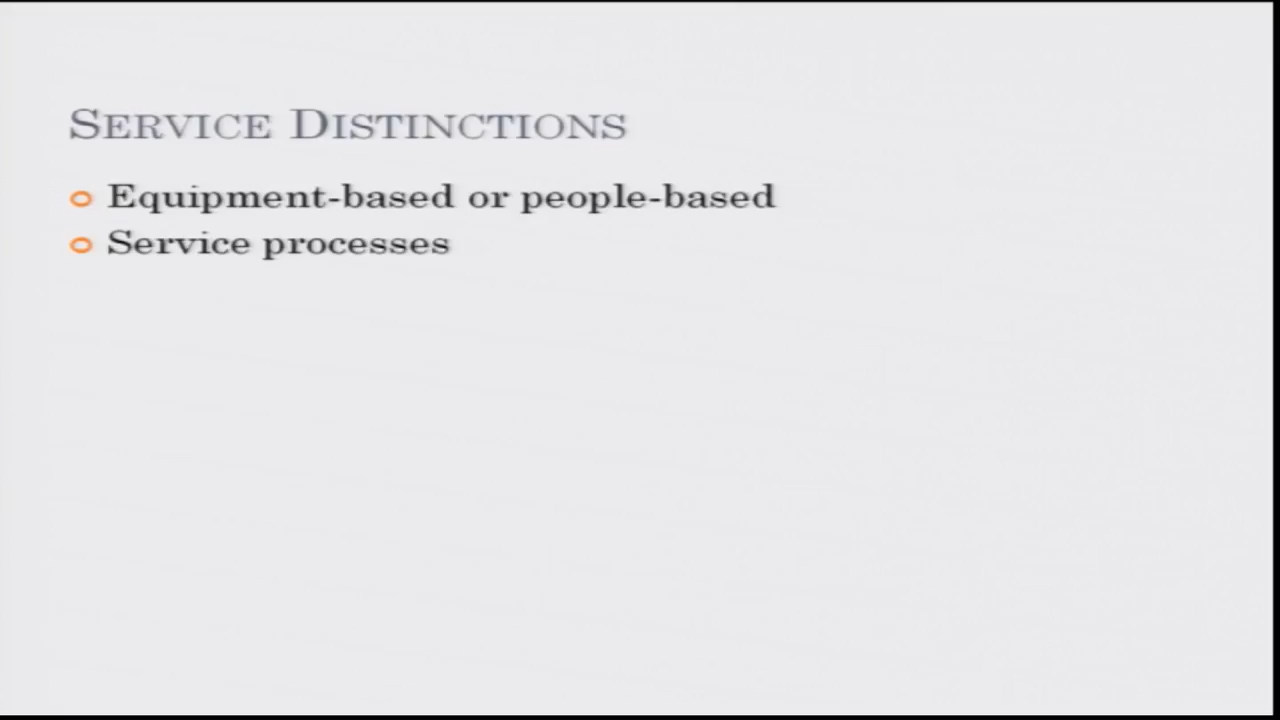 SERVICE DISTINCTIONS
Equipment-based or people-based
Service processes